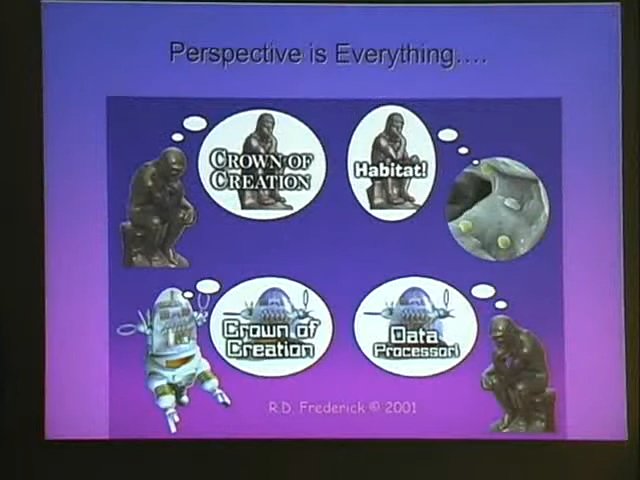 Perspective is Everything....
CROWN OF
CREATION
Habitat!
Crown of
Creation
Data
Processor!
R.D. Frederick © 2001